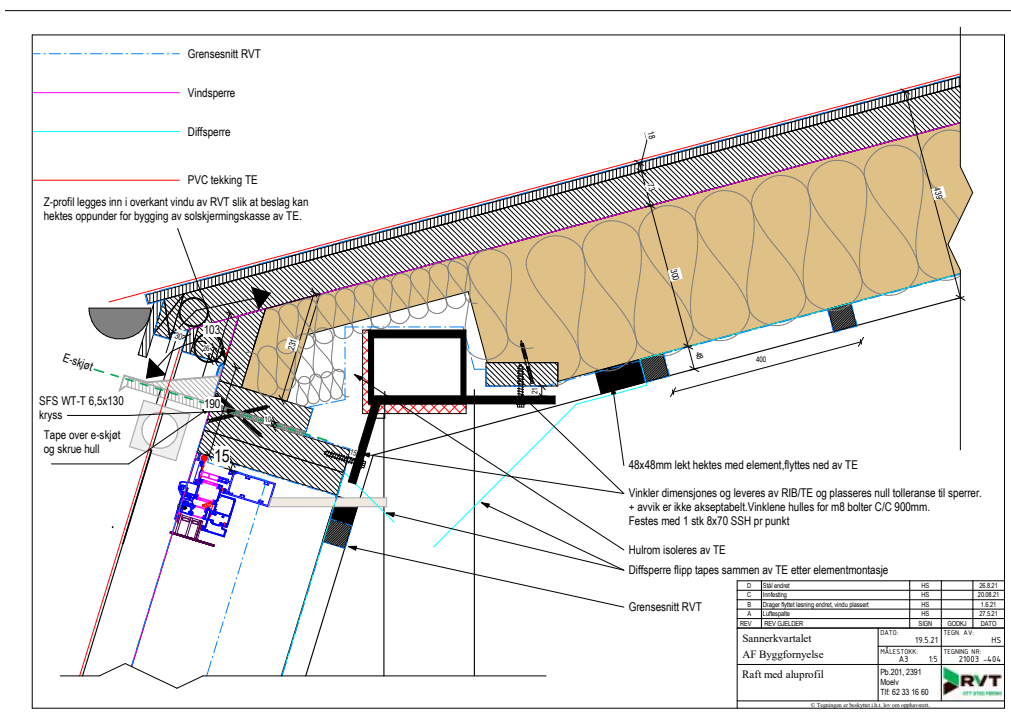 Grensesnitt RVT
Vindsperre
Diffsperre
PVC tekking TE
Z-profil legges inn i overkant vindu av RVT slik at beslag kan
hektes oppunder for bygging av solskjermingskasse av TE.
18
73
439
300
231
103
30
26
E-skjøt
190
SFS WT-T 6,5x130
kryss
Tape over e-skjøt
og skrue hull
15
15
21
48
400
48x48mm lekt hektes med element,flyttes ned av TE
Vinkler dimensjones og leveres av RIB/TE og plasseres null tolleranse til sperrer.
+ avvik er ikke akseptabelt.Vinklene hulles for m8 bolter C/C 900mm.
Festes med 1 stk 8x70 SSH pr punkt
Hulrom isoleres av TE
Diffsperre flipp tapes sammen av TE etter elementmontasje
Grensesnitt RVT
D Stål endret HS 26.8.21
C Innfesting HS 20.08.21
B Drager flyttet løsning endret, vindu plassert HS 1.6.21
A Luftespalte HS 27.5.21
REV REV GJELDER SIGN GODKJ DATO
Sannerkvartalet
AF Byggfornyelse
DATO: 19.5.21
TEGN. AV: HS
MÅLESTOKK: A3 1:5
TEGNING NR: 21003 -404
Raft med aluprofil
Pb.201, 2391
Moelv
Tlf: 62 33 16 60
RVT
ETT STEG FØRST
© Tegningen er beskyttet i.h.t. lov om opphavsrett.